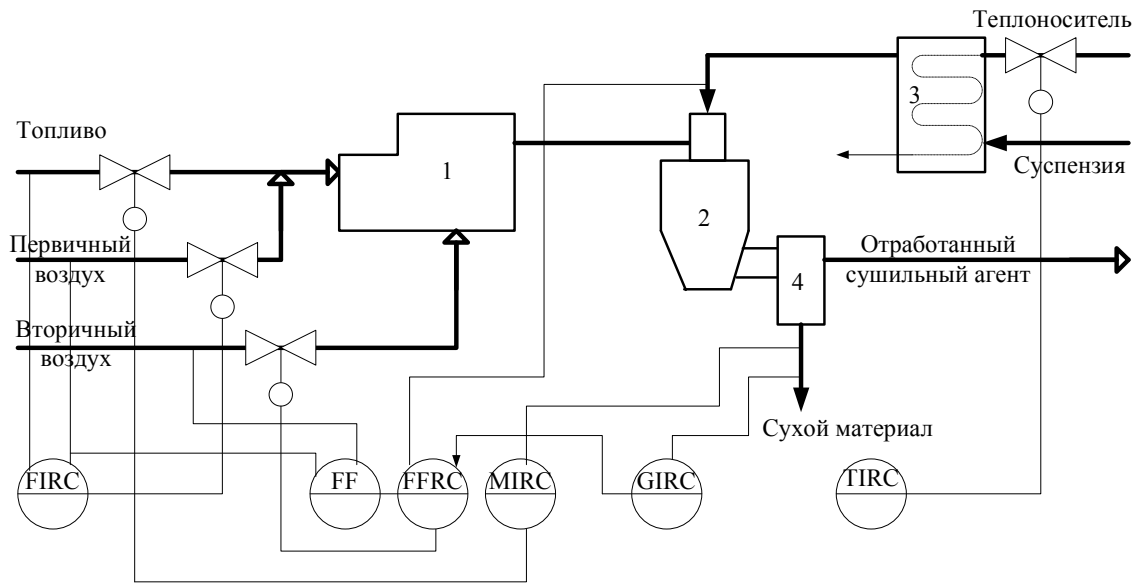 Теплоноситель
3
Топливо
1
Суспензия
2
Первичный
воздух
Отработанный
сушильный агент
4
Вторичный
воздух
Сухой материал
FIRC
FF
FFRC
MIRC
GIRC
TIRC